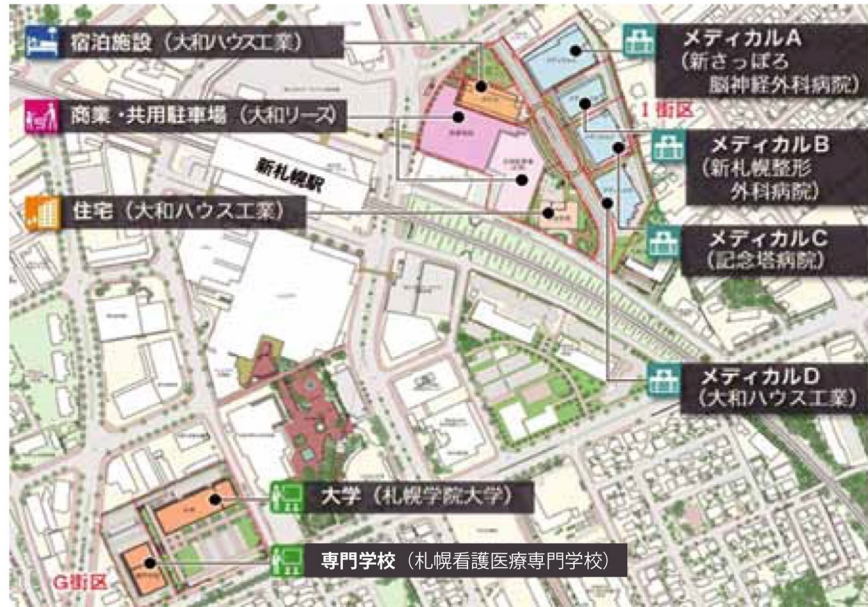 宿泊施設（大和ハウス工業）
商業・共用駐車場（大和リース）
新札幌駅
住宅（大和ハウス工業）
メディカルA
（新さっぽろ
脳神経外科病院）
I街区
メディカルB
（新札幌整形
外科病院）
メディカルC
（記念塔病院）
メディカルD
（大和ハウス工業）
大学（札幌学院大学）
専門学校（札幌看護医療専門学校）
G街区